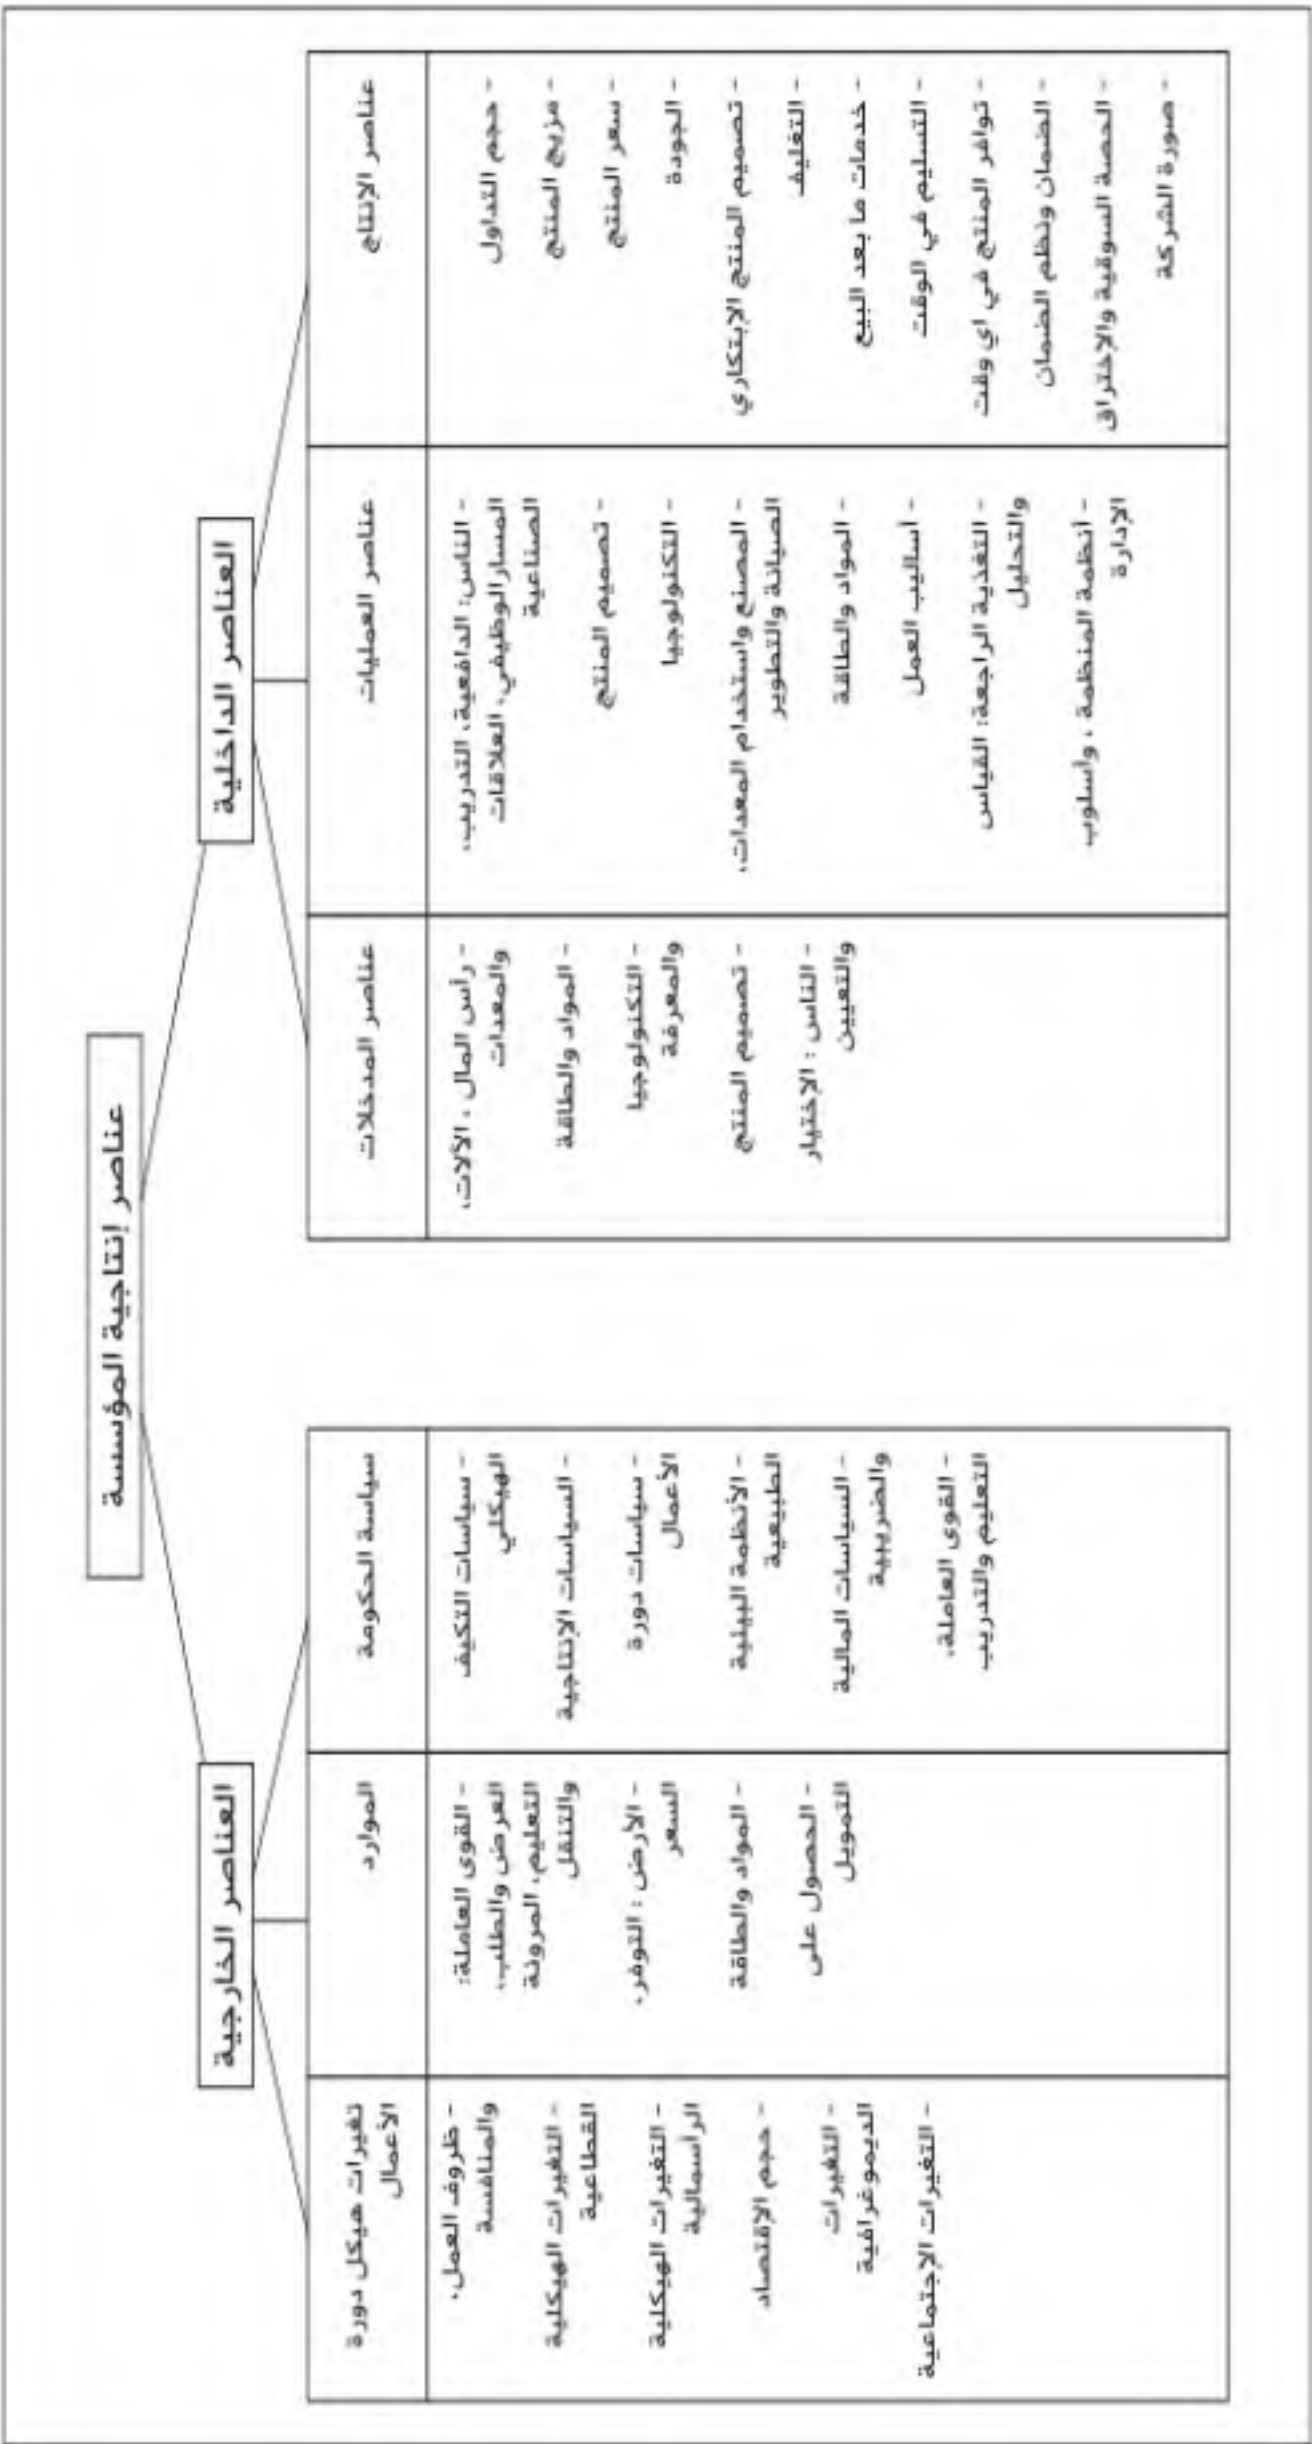 عناصر إنتاجية المؤسسة
العناصر الداخلية
عناصر الإنتاج
- حجم التداول
- مزيج المنتج
- سعر المنتج
- الجودة
- تصميم المنتج الإبتكاري
- التغليف
- خدمات ما بعد البيع
- التسليم في الوقت
- توافر المنتج في اي وقت
- الضمان ونظم الضمان
- الحصة السوقية والإختراق
- صورة الشركة
عناصر العمليات
- الناس: الدافعية، التدريب،
المسار الوظيفي، العلاقات
الصناعية
- تصميم المنتج
- التكنولوجيا
- المصنع واستخدام المعدات،
الصيانة والتطوير
- المواد والطاقة
- أساليب العمل
- التغذية الراجعة: القياس
والتحليل
- أنظمة المنظمة ، وأسلوب
الإدارة
عناصر المدخلات
- رأس المال ، الآلات،
والمعدات
- المواد والطاقة
- التكنولوجيا
والمعرفة
- تصميم المنتج
- الناس : الإختيار
والتعيين
العناصر الخارجية
سياسة الحكومة
- سياسات التكيف
الهيكلي
- السياسات الإنتاجية
- سياسات دورة
الأعمال
- الأنظمة البيئية
الطبيعية
- السياسات المالية
والضريبية
- القوى العاملة،
التعليم والتدريب
الموارد
- القوى العاملة:
العرض والطلب،
التعليم، المرونة
والتنقل
- الأرض : التوفر،
السعر
- المواد والطاقة
- الحصول على
التمويل
تغيرات هيكل دورة
الأعمال
- ظروف العمل،
والمنافسة
- التغيرات الهيكلية
القطاعية
- التغيرات الهيكلية
الرأسمالية
- حجم الإقتصاد
- التغيرات
الديموغرافية
- التغيرات الإجتماعية